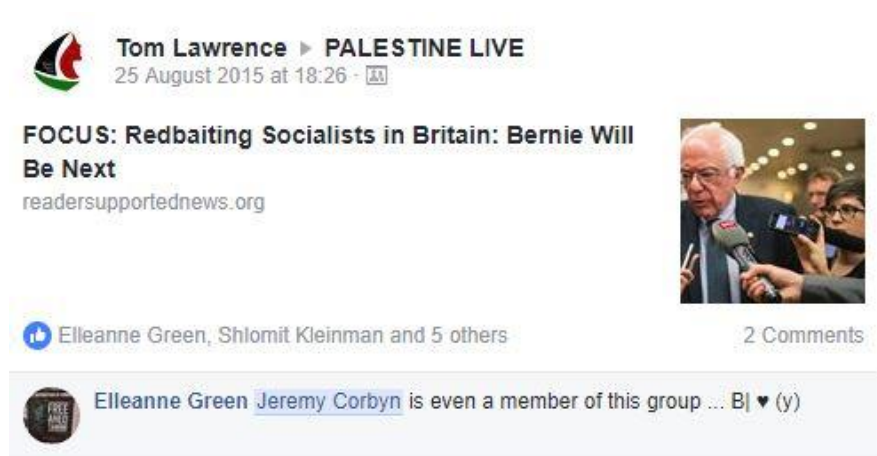 Tom Lawrence ▶ PALESTINE LIVE
25 August 2015 at 18:26 ·
FOCUS: Redbaiting Socialists in Britain: Bernie Will
Be Next
readersupportednews.org
Elleanne Green, Shlomit Kleinman and 5 others
2 Comments
Elleanne Green Jeremy Corbyn is even a member of this group ... B| ♥ (y)
FREE